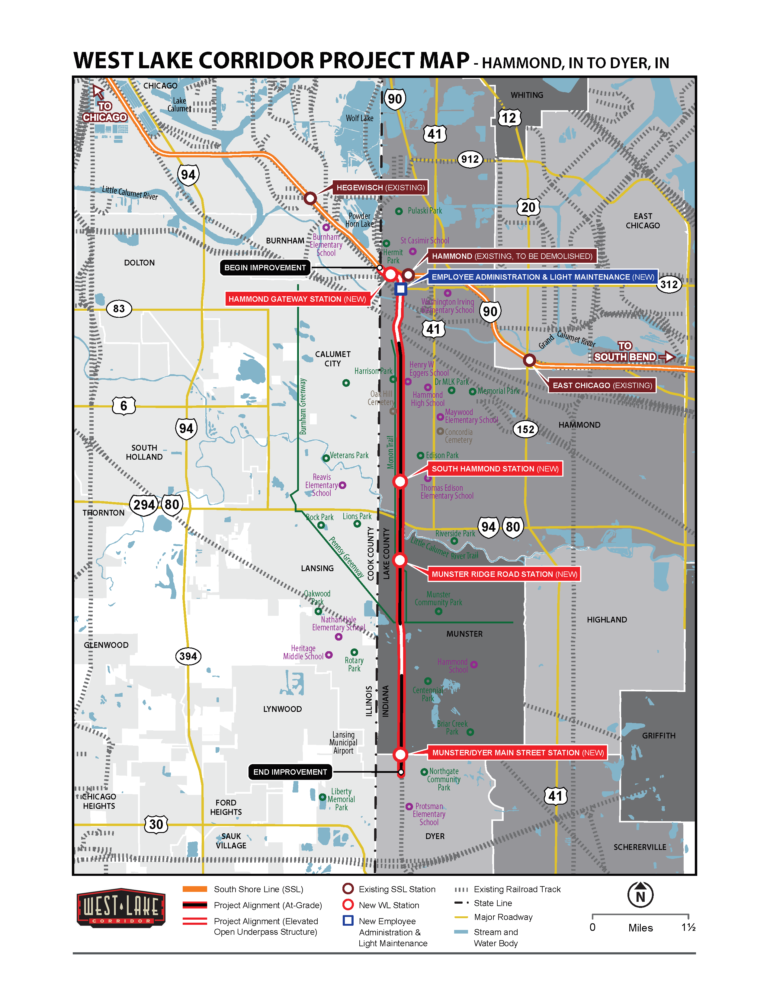 WEST LAKE CORRIDOR PROJECT MAP - HAMMOND, IN TO DYER, IN
CHICAGO
Lake
Calumet
TO
CHICAGO
Wolf Lake
90
WHITING
12
41
912
94
Little Calumet River
HEGEWISCH (EXISTING)
Pulaski Park
20
EAST
CHICAGO
Powder
Horn Lake
BURNHAM
Burnham
Elementary
School
St Casimir School
Hermit
Park
DOLTON
BEGIN IMPROVEMENT
HAMMOND (EXISTING, TO BE DEMOLISHED)
EMPLOYEE ADMINISTRATION & LIGHT MAINTENANCE (NEW)
312
HAMMOND GATEWAY STATION (NEW)
Washington Irving
Elementary School
83
90
41
Grand
Calumet River
TO
SOUTH BEND
CALUMET
CITY
Harrison Park
Henry W
Eggers School
Dr MLK Park
Memorial Park
EAST CHICAGO (EXISTING)
Oak Hill
Cemetery
Hammond
High School
6
Burnham Greenway
Maywood
Elementary School
94
152
HAMMOND
Concordia
Cemetery
SOUTH
HOLLAND
Monon Trail
Veterans Park
Edison Park
SOUTH HAMMOND STATION (NEW)
Reavis
Elementary
School
Thomas Edison
Elementary School
294
80
THORNTON
Bock Park
Lions Park
94
80
Riverside Park
Little Calumet
River Trail
Pennsy Greenway
COOK COUNTY
LAKE COUNTY
LANSING
MUNSTER RIDGE ROAD STATION (NEW)
Oakwood
Park
Munster
Community Park
Nathan Hale
Elementary School
HIGHLAND
MUNSTER
GLENWOOD
394
Heritage
Middle School
Rotary
Park
Hammond
School
Centennial
Park
ILLINOIS
INDIANA
LYNWOOD
Briar Creek
Park
Lansing
Municipal
Airport
GRIFFITH
MUNSTER/DYER MAIN STREET STATION (NEW)
END IMPROVEMENT
Northgate
Community
Park
CHICAGO
HEIGHTS
FORD
HEIGHTS
Liberty
Memorial
Park
41
Protsman
Elementary
School
30
SAUK
VILLAGE
DYER
SCHERERVILLE
WEST LAKE
CORRIDOR
South Shore Line (SSL)
Project Alignment (At-Grade)
Project Alignment (Elevated
Open Underpass Structure)
Existing SSL Station
New WL Station
New Employee
Administration &
Light Maintenance
Existing Railroad Track
State Line
Major Roadway
Stream and
Water Body
N
0 Miles 1½